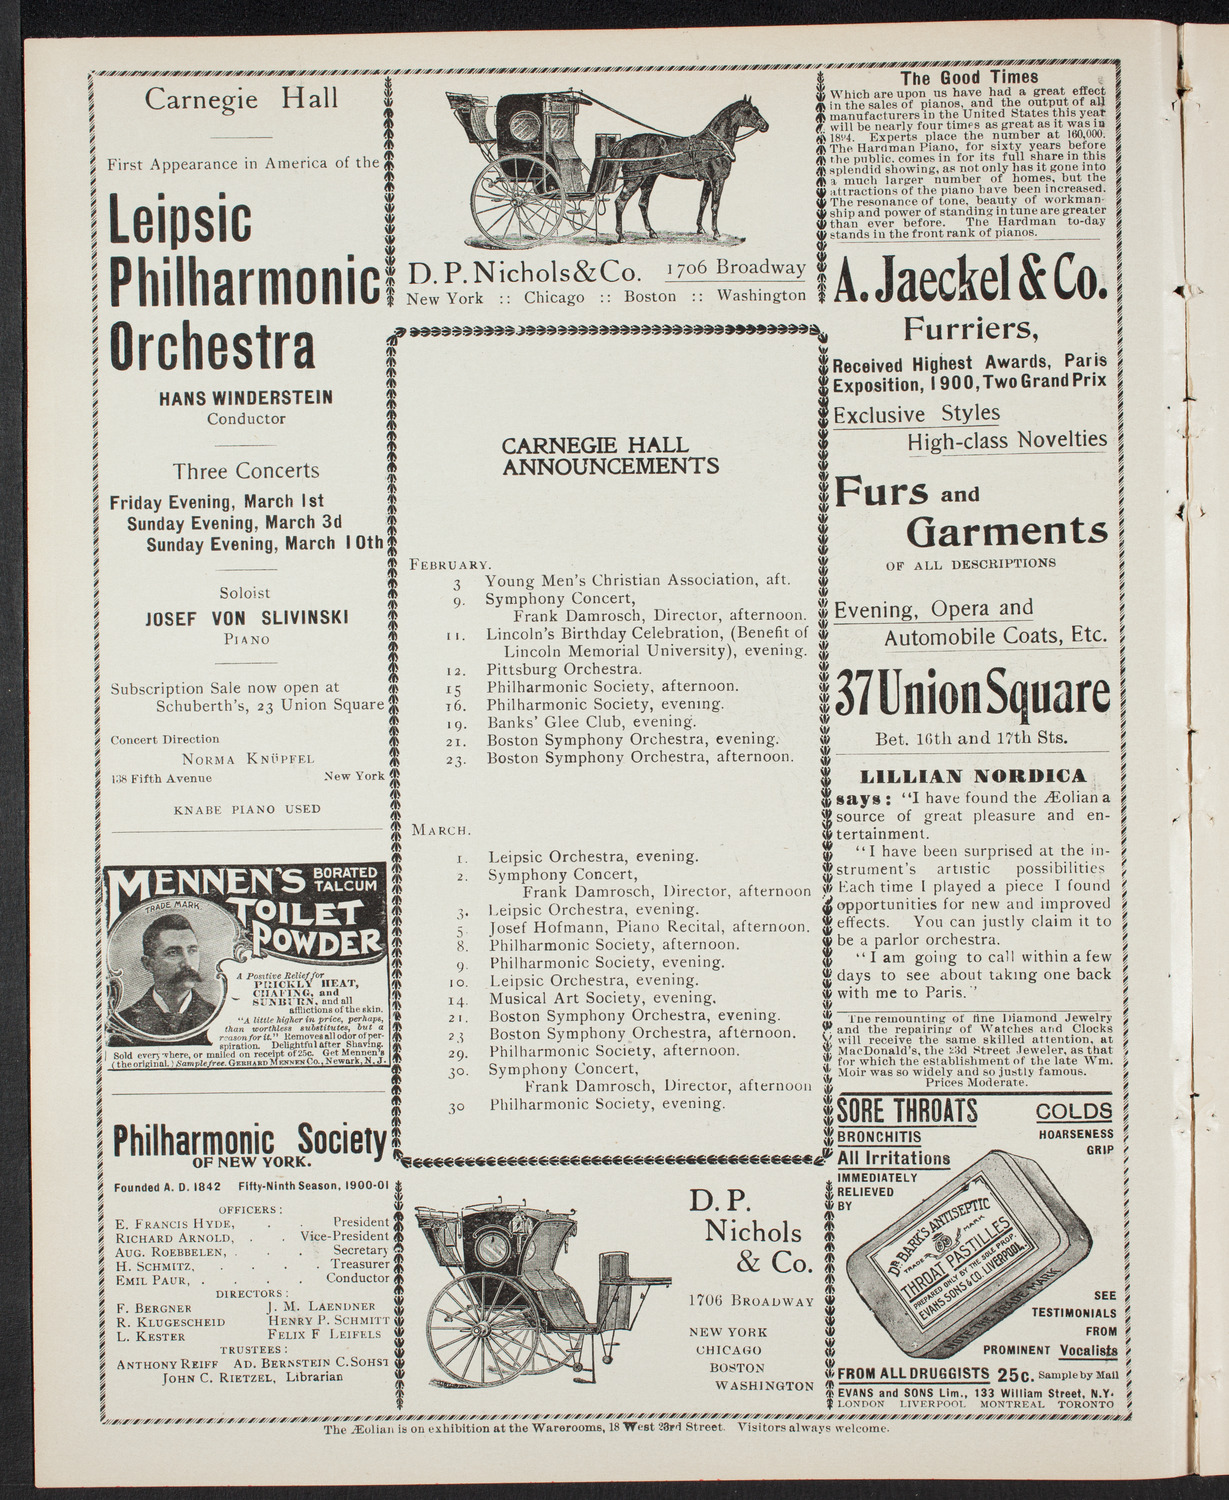 Carnegie Hall
First Appearance in America of the
Leipsic
Philharmonic
Orchestra
HANS WINDERSTEIN
Conductor
Three Concerts
Friday Evening, March 1st
Sunday Evening, March 3d
Sunday Evening, March 10th
Soloist
JOSEF VON SLIVINSKI
PIANO
Subscription Sale now open at
Schuberth's, 23 Union Square
Concert Direction
NORMA KNÜPFEL
138 Fifth Avenue New York
KNABE PIANO USED
MENNEN'S BORATED
TALCUM
TOILET
POWDER
TRADE MARK.
A Positive Relief for
PRICKLY HEAT,
CHAFING, and
SUNBURN, and all
afflictions of the skin.
"A little higher in price, perhaps,
than worthless substitutes, but a
reason for it." Removes all odor of per-
spiration. Delightful after Shaving.
Sold everywhere, or mailed on receipt of 25c. Get Mennen's
(the original.) Sample free. GERHARD MENNEN CO., Newark, N. J.
Philharmonic Society
OF NEW YORK.
Founded A. D. 1842 Fifty-Ninth Season, 1900-01
OFFICERS:
E. FRANCIS HYDE, . . President
RICHARD ARNOLD, . . Vice-President
AUG. ROEBBELEN, . . . Secretary
H. SCHMITZ, . . . . Treasurer
EMIL PAUR, . . . . Conductor
DIRECTORS:
F. BERGNER J. M. LAENDNER
R. KLUGESCHEID HENRY P. SCHMITT
L. KESTER FELIX F LEIFELS
TRUSTEES:
ANTHONY REIFF AD. BERNSTEIN C. SOHST
JOHN C. RIETZEL, Librarian
D. P. Nichols & Co. 1706 Broadway
New York :: Chicago :: Boston :: Washington
CARNEGIE HALL
ANNOUNCEMENTS
FEBRUARY.
3 Young Men's Christian Association, aft.
9. Symphony Concert,
Frank Damrosch, Director, afternoon.
11. Lincoln's Birthday Celebration, (Benefit of
Lincoln Memorial University), evening.
12. Pittsburg Orchestra.
15 Philharmonic Society, afternoon.
16. Philharmonic Society, evening.
19. Banks' Glee Club, evening.
21. Boston Symphony Orchestra, evening.
23. Boston Symphony Orchestra, afternoon.
MARCH.
1. Leipsic Orchestra, evening.
2. Symphony Concert,
Frank Damrosch, Director, afternoon
3. Leipsic Orchestra, evening.
5 Josef Hofmann, Piano Recital, afternoon.
8. Philharmonic Society, afternoon.
9. Philharmonic Society, evening.
10. Leipsic Orchestra, evening.
14. Musical Art Society, evening,
21. Boston Symphony Orchestra, evening.
23 Boston Symphony Orchestra, afternoon.
29. Philharmonic Society, afternoon.
30. Symphony Concert,
Frank Damrosch, Director, afternoon
30 Philharmonic Society, evening.
D. P.
Nichols
& Co.
1706 BROADWAY
NEW YORK
CHICAGO
BOSTON
WASHINGTON
The Good Times
Which are upon us have had a great effect
in the sales of pianos, and the output of all
manufacturers in the United States this year
will be nearly four times as great as it was in
1894. Experts place the number at 160,000.
The Hardman Piano, for sixty years before
the public, comes in for its full share in this
splendid showing, as not only has it gone into
a much larger number of homes, but the
attractions of the piano have been increased.
The resonance of tone, beauty of workman-
ship and power of standing in tune are greater
than ever before. The Hardman to-day
stands in the front rank of pianos.
A. Jaeckel & Co.
Furriers,
Received Highest Awards, Paris
Exposition, 1900, Two Grand Prix
Exclusive Styles
High-class Novelties
Furs and
Garments
OF ALL DESCRIPTIONS
Evening, Opera and
Automobile Coats, Etc.
37 Union Square
Bet. 16th and 17th Sts.
LILLIAN NORDICA
says: "I have found the Æolian a
source of great pleasure and en-
tertainment.
"I have been surprised at the in-
strument's artistic possibilities
Each time I played a piece I found
opportunities for new and improved
effects. You can justly claim it to
be a parlor orchestra.
"I am going to call within a few
days to see about taking one back
with me to Paris."
The remounting of fine Diamond Jewelry
and the repairing of Watches and Clocks
will receive the same skilled attention, at
MacDonald's, the 23d Street Jeweler, as that
for which the establishment of the late Wm.
Moir was so widely and so justly famous.
Prices Moderate.
SORE THROATS COLDS
BRONCHITIS HOARSENESS
GRIP
All Irritations
IMMEDIATELY
RELIEVED
BY
DR BARK'S ANTISEPTIC
TRADE MARK
THROAT PASTILLES
PREPARED ONLY BY THE SOLE PROP.
EVANS SONS & CO. LIVERPOOL.
NOTE THE TRADE MARK
SEE
TESTIMONIALS
FROM
PROMINENT Vocalists
FROM ALL DRUGGISTS 25c. Sample by Mail
EVANS and SONS Lim., 133 William Street, N.Y.
LONDON LIVERPOOL MONTREAL TORONTO
The Æolian is on exhibition at the Warerooms, 18 West 23rd Street. Visitors always welcome.